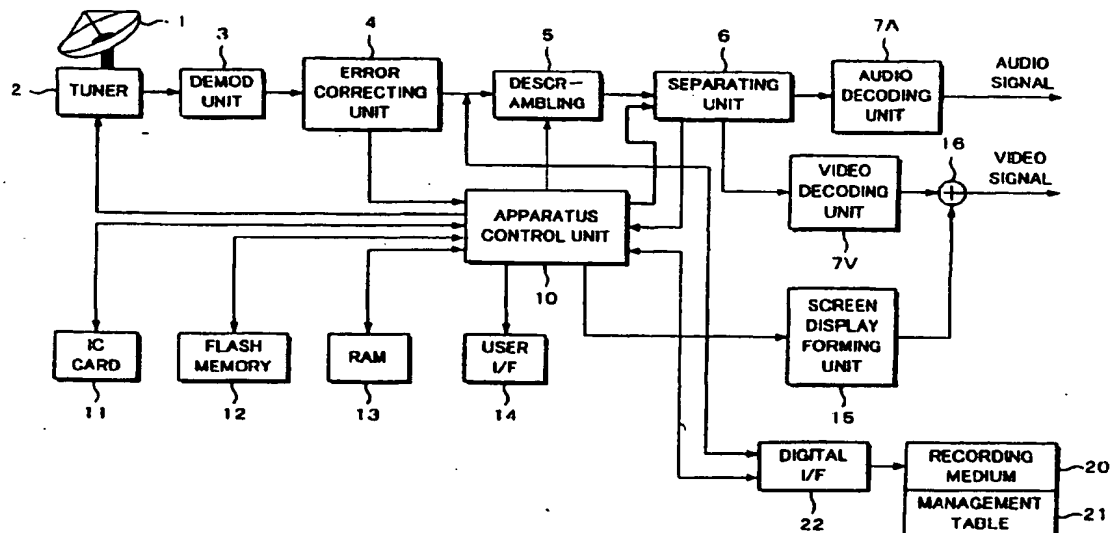 1
4
7A
3
5
6
2
TUNER
DEMOD
UNIT
ERROR
CORRECTING
UNIT
DESCR-
AMBLING
SEPARATING
UNIT
AUDIO
DECODING
UNIT
AUDIO
SIGNAL
16
VIDEO
SIGNAL
VIDEO
DECODING
UNIT
7V
APPARATUS
CONTROL UNIT
10
SCREEN
DISPLAY
FORMING
UNIT
15
IC
CARD
11
FLASH
MEMORY
12
RAM
13
USER
I/F
14
DIGITAL
I/F
22
RECORDING
MEDIUM
20
MANAGEMENT
TABLE
21